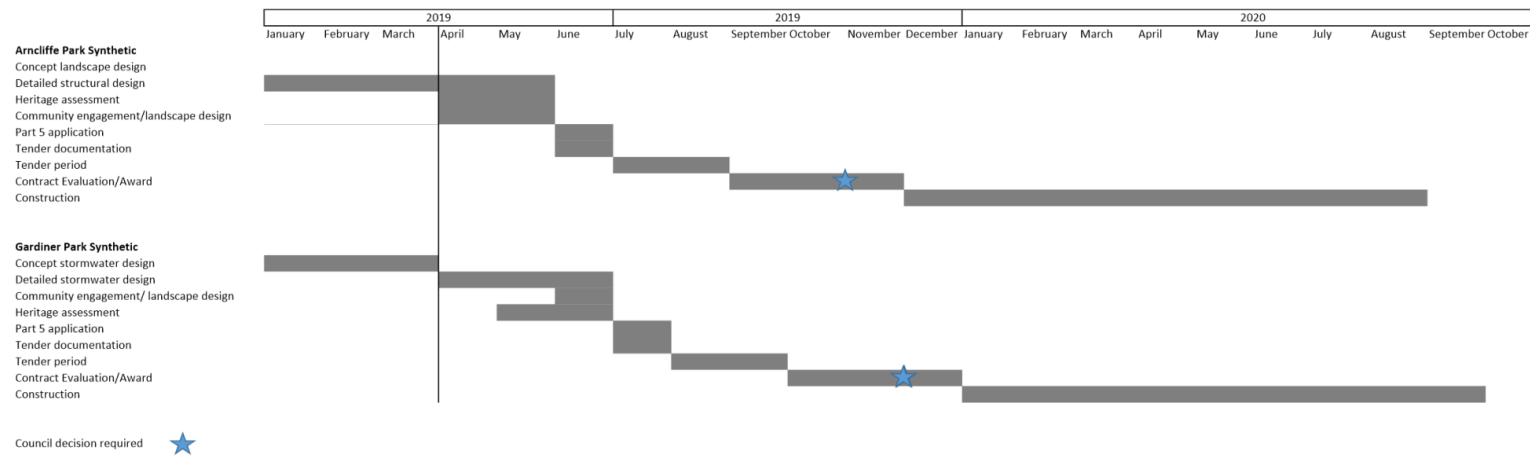 2019 2019 2020
January February March April May June July August September October November December January February March April May June July August September October
Arncliffe Park Synthetic
Concept landscape design
Detailed structural design
Heritage assessment
Community engagement/landscape design
Part 5 application
Tender documentation
Tender period
Contract Evaluation/Award
Construction
Gardiner Park Synthetic
Concept stormwater design
Detailed stormwater design
Community engagement/ landscape design
Heritage assessment
Part 5 application
Tender documentation
Tender period
Contract Evaluation/Award
Construction
Council decision required